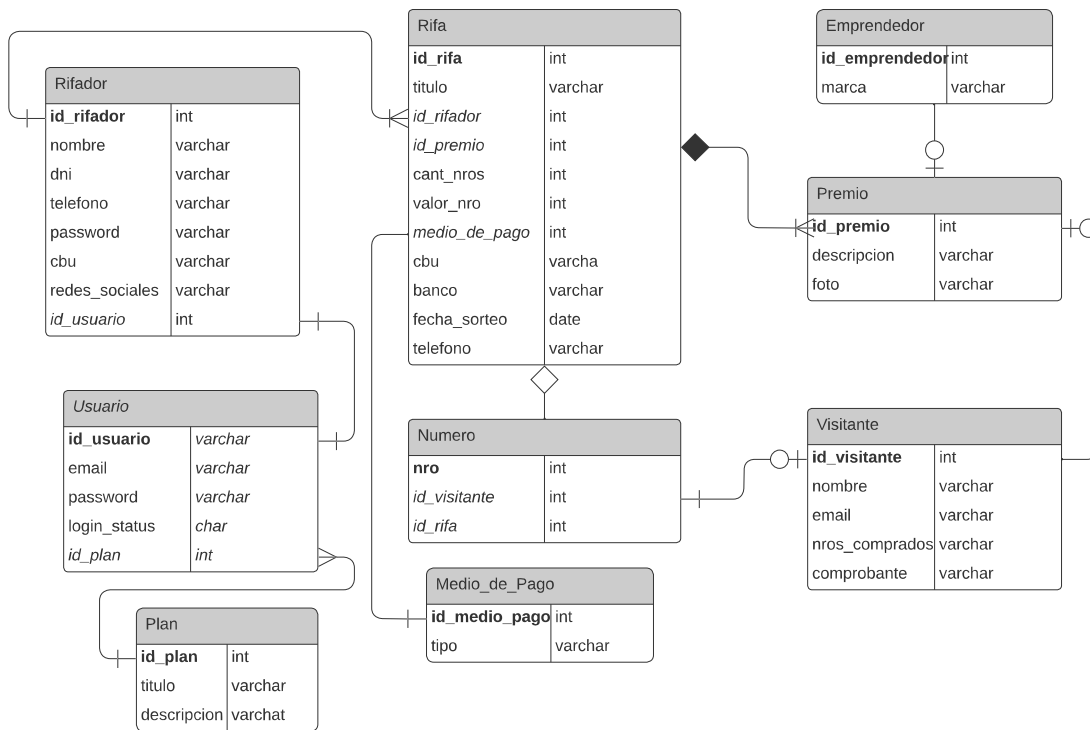 Rifador
id_rifador int
nombre varchar
dni varchar
telefono varchar
password varchar
cbu varchar
redes_sociales varchar
id_usuario int
Usuario
id_usuario varchar
email varchar
password varchar
login_status char
id_plan int
Plan
id_plan int
titulo varchar
descripcion varchat
Rifa
id_rifa int
titulo varchar
id_rifador int
id_premio int
cant_nros int
valor_nro int
medio_de_pago int
cbu varcha
banco varchar
fecha_sorteo date
telefono varchar
Numero
nro int
id_visitante int
id_rifa int
Medio_de_Pago
id_medio_pago int
tipo varchar
Emprendedor
id_emprendedor int
marca varchar
Premio
id_premio int
descripcion varchar
foto varchar
Visitante
id_visitante int
nombre varchar
email varchar
nros_comprados varchar
comprobante varchar